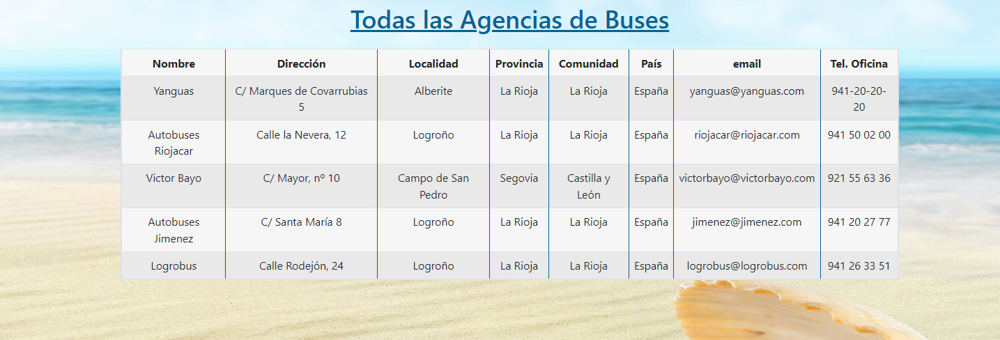 Todas las Agencias de Buses
Nombre Dirección Localidad Provincia Comunidad País email Tel. Oficina
Yanguas C/ Marques de Covarrubias 5 Alberite La Rioja La Rioja España yanguas@yanguas.com 941-20-20-20
Autobuses Riojacar Calle la Nevera, 12 Logroño La Rioja La Rioja España riojacar@riojacar.com 941 50 02 00
Victor Bayo C/ Mayor, nº 10 Campo de San Pedro Segovia Castilla y León España victorbayo@victorbayo.com 921 55 63 36
Autobuses Jimenez C/ Santa María 8 Logroño La Rioja La Rioja España jimenez@jimenez.com 941 20 27 77
Logrobus Calle Rodejón, 24 Logroño La Rioja La Rioja España logrobus@logrobus.com 941 26 33 51